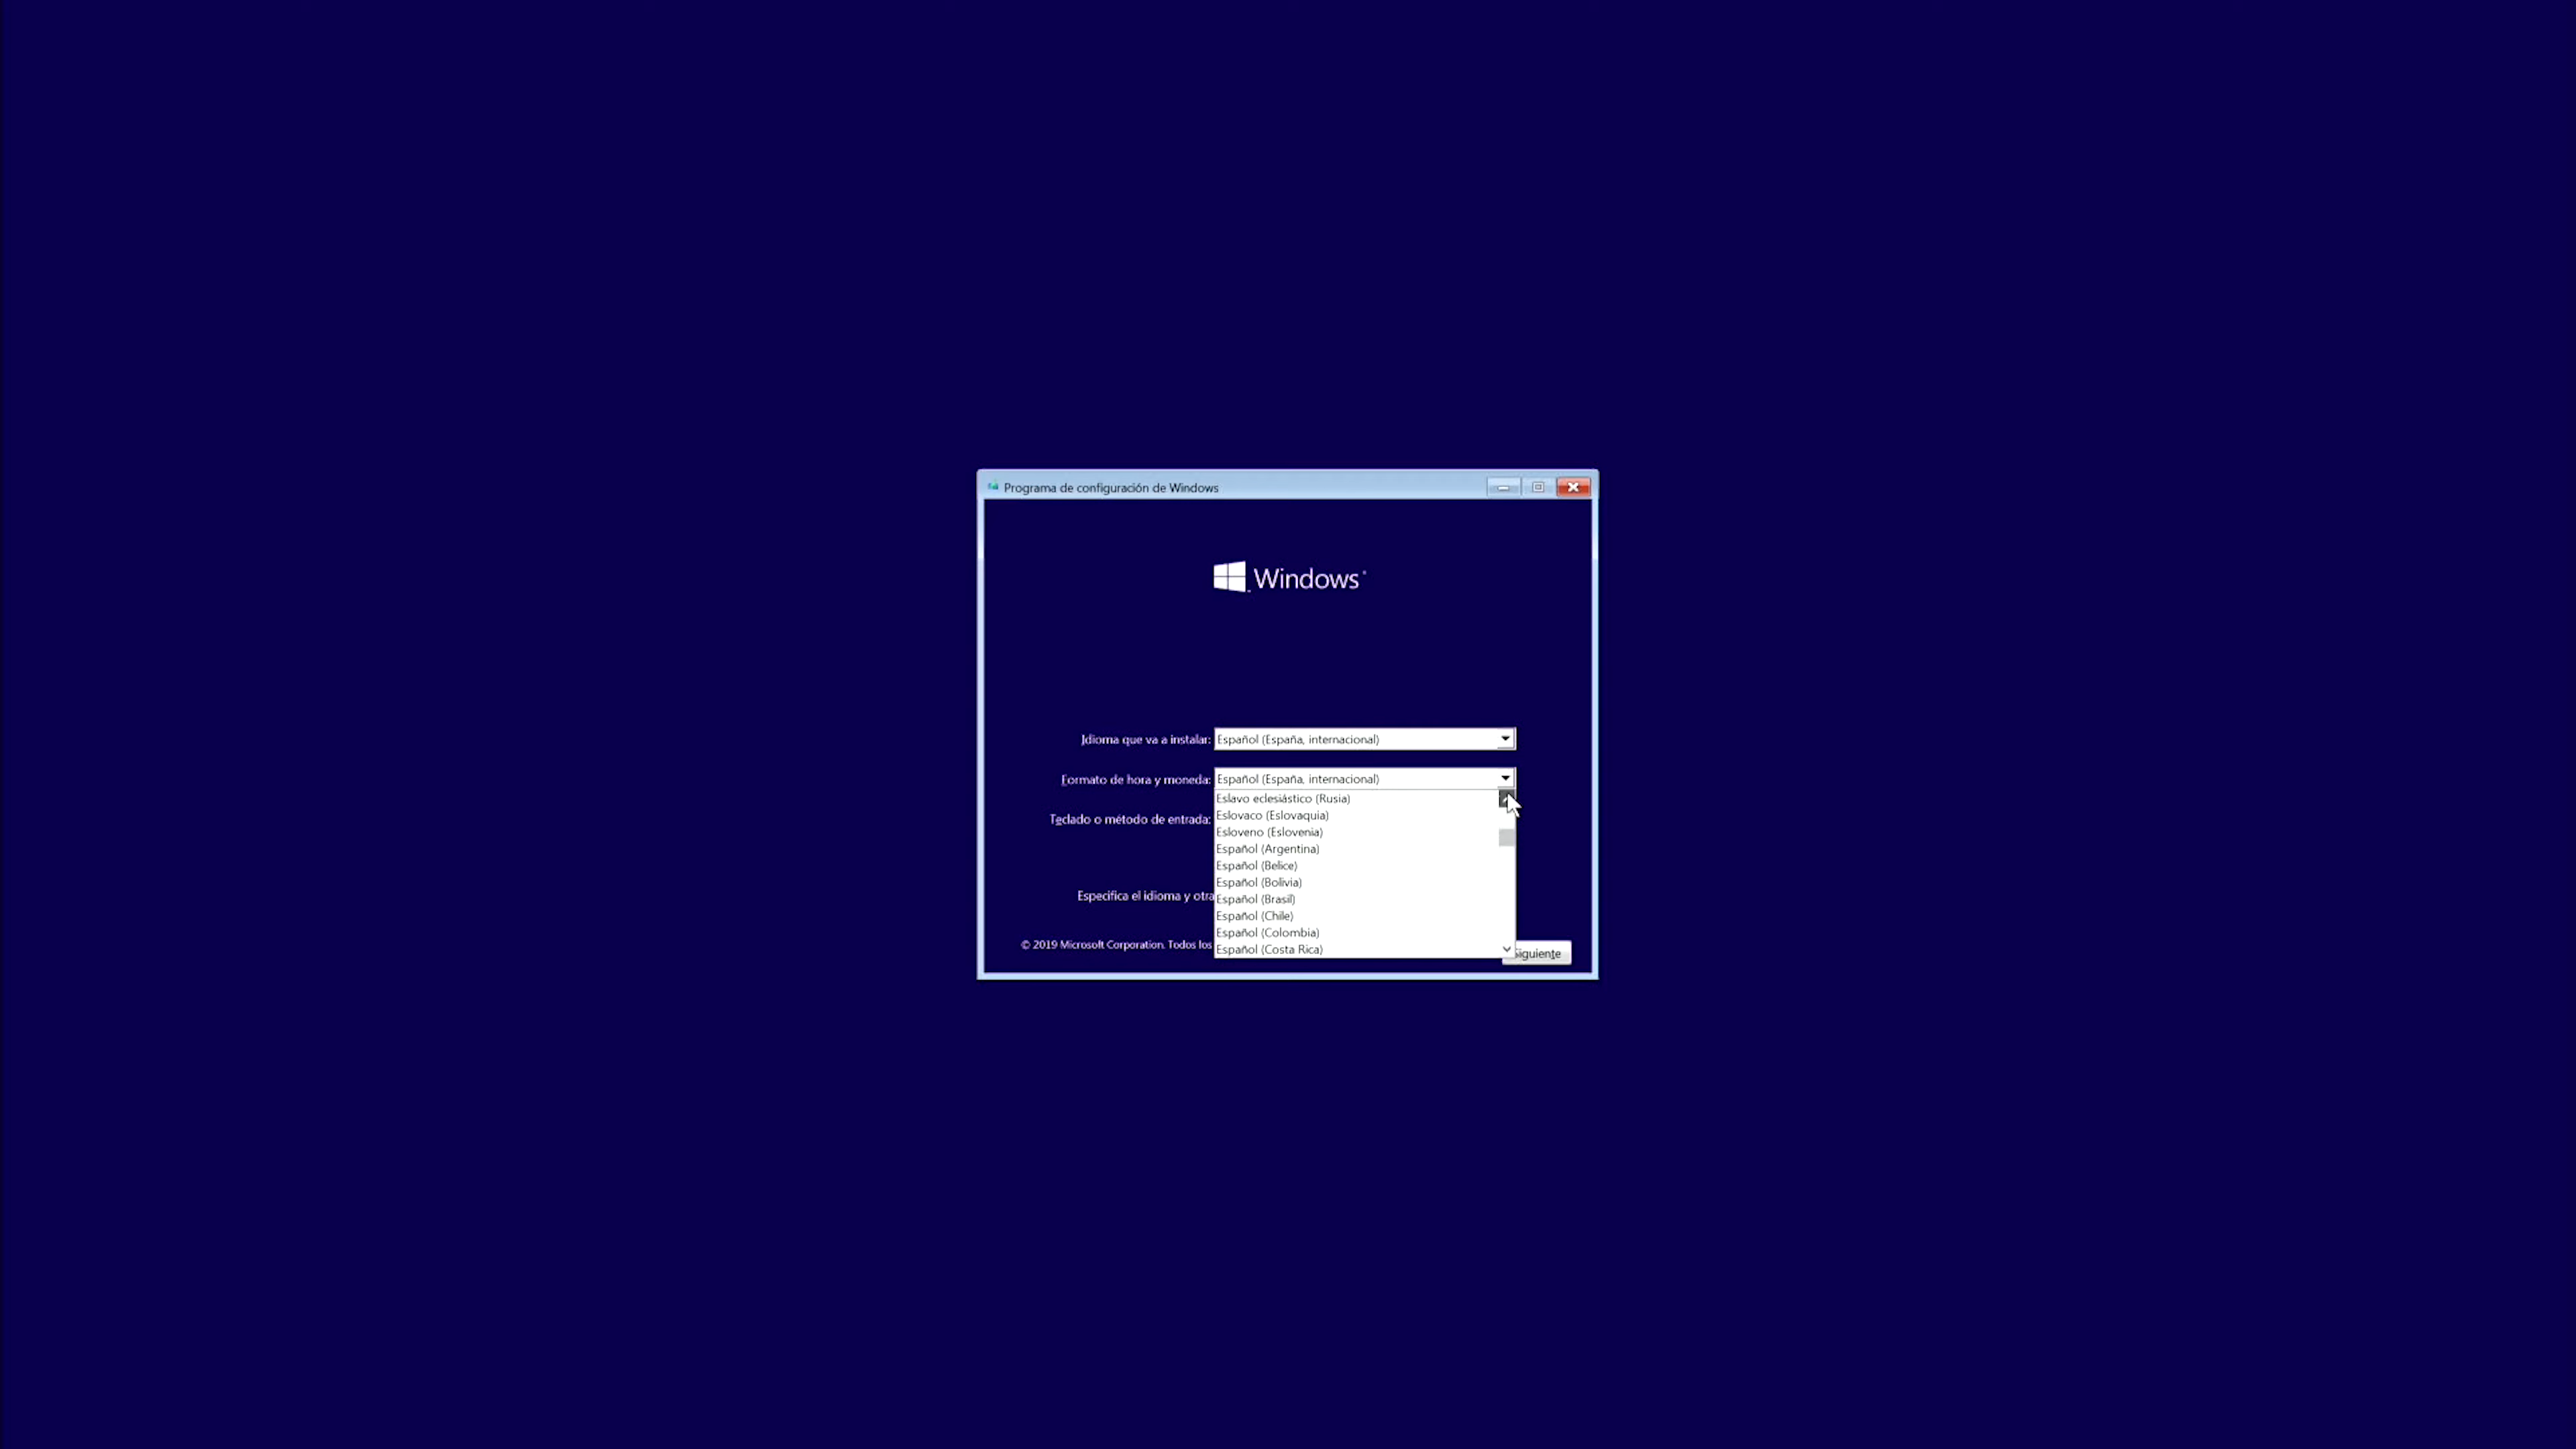 Programa de configuración de Windows
Windows
Idioma que va a instalar: Español (España, internacional)
Formato de hora y moneda: Español (España, internacional)
Eslavo eclesiástico (Rusia)
Eslovaco (Eslovaquia)
Teclado o método de entrada:
Esloveno (Eslovenia)
Español (Argentina)
Español (Belice)
Español (Bolivia)
Especifica el idioma y otra
Español (Brasil)
Español (Chile)
Español (Colombia)
© 2019 Microsoft Corporation. Todos los
Español (Costa Rica)
Siguiente